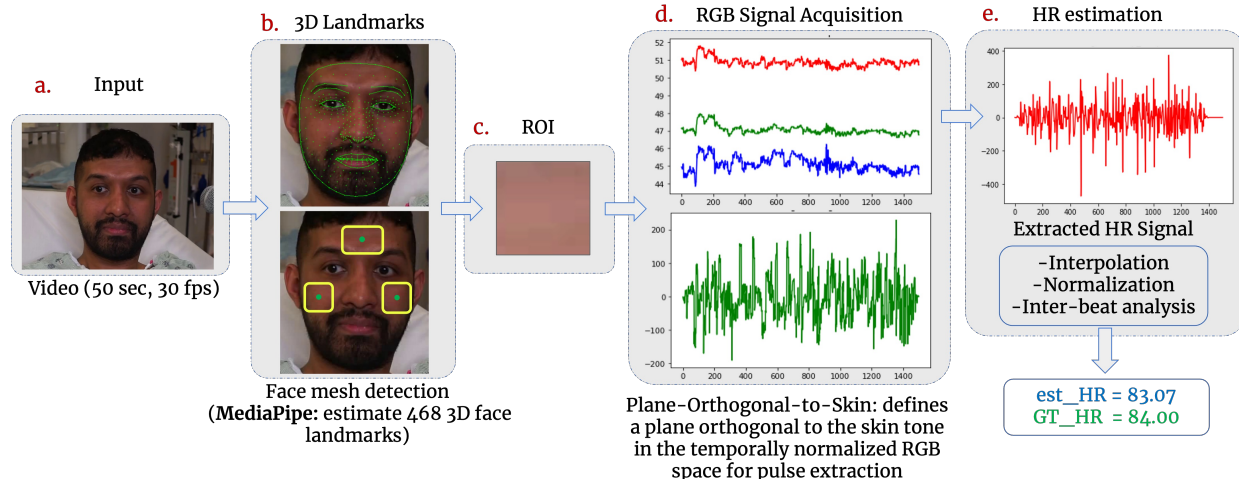 a.
Input
Video (50 sec, 30 fps)
b.
3D Landmarks
Face mesh detection
(MediaPipe: estimate 468 3D face
landmarks)
c.
ROI
d.
RGB Signal Acquisition
52
51
50
49
48
47
46
45
44
0 200 400 600 800 1000 1200 1400
200
100
0
−100
−200
0 200 400 600 800 1000 1200 1400
Plane-Orthogonal-to-Skin: defines
a plane orthogonal to the skin tone
in the temporally normalized RGB
space for pulse extraction
e.
HR estimation
400
200
0
−200
−400
0 200 400 600 800 1000 1200 1400
Extracted HR Signal
-Interpolation
-Normalization
-Inter-beat analysis
est_HR = 83.07
GT_HR = 84.00